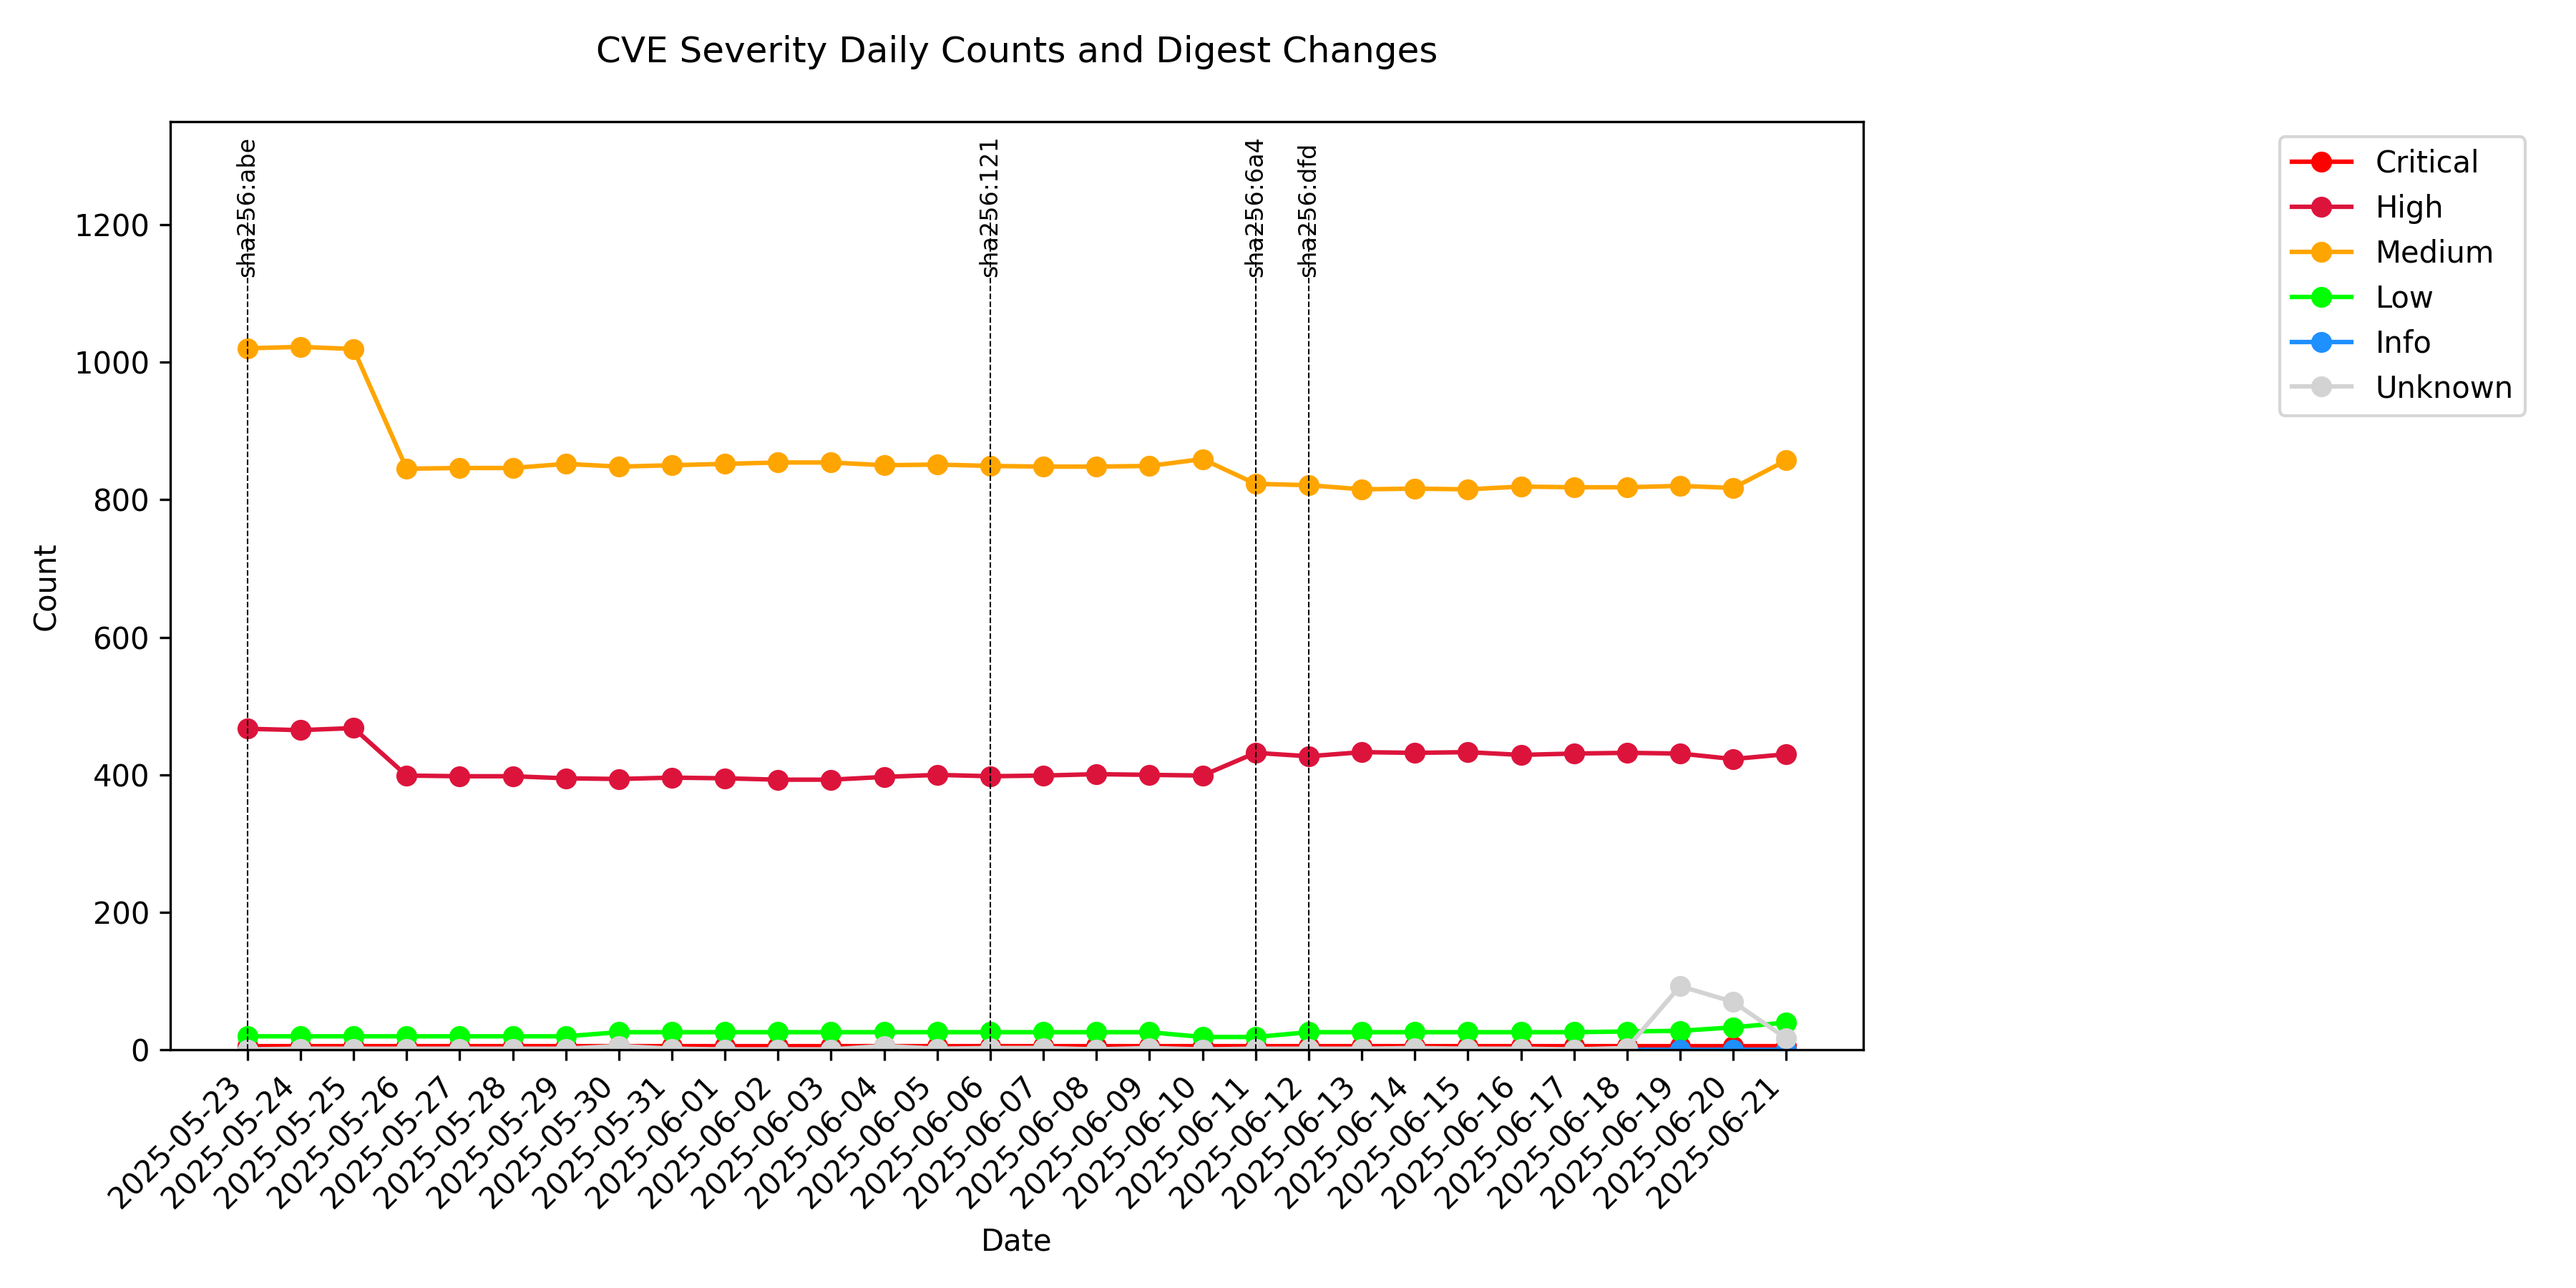 CVE Severity Daily Counts and Digest Changes
sha256:abe
sha256:121
sha256:6a4
sha256:dfd
Critical
High
Medium
Low
Info
Unknown
Count
1200
1000
800
600
400
200
0
2025-05-23
2025-05-24
2025-05-25
2025-05-26
2025-05-27
2025-05-28
2025-05-29
2025-05-30
2025-05-31
2025-06-01
2025-06-02
2025-06-03
2025-06-04
2025-06-05
2025-06-06
2025-06-07
2025-06-08
2025-06-09
2025-06-10
2025-06-11
2025-06-12
2025-06-13
2025-06-14
2025-06-15
2025-06-16
2025-06-17
2025-06-18
2025-06-19
2025-06-20
2025-06-21
Date